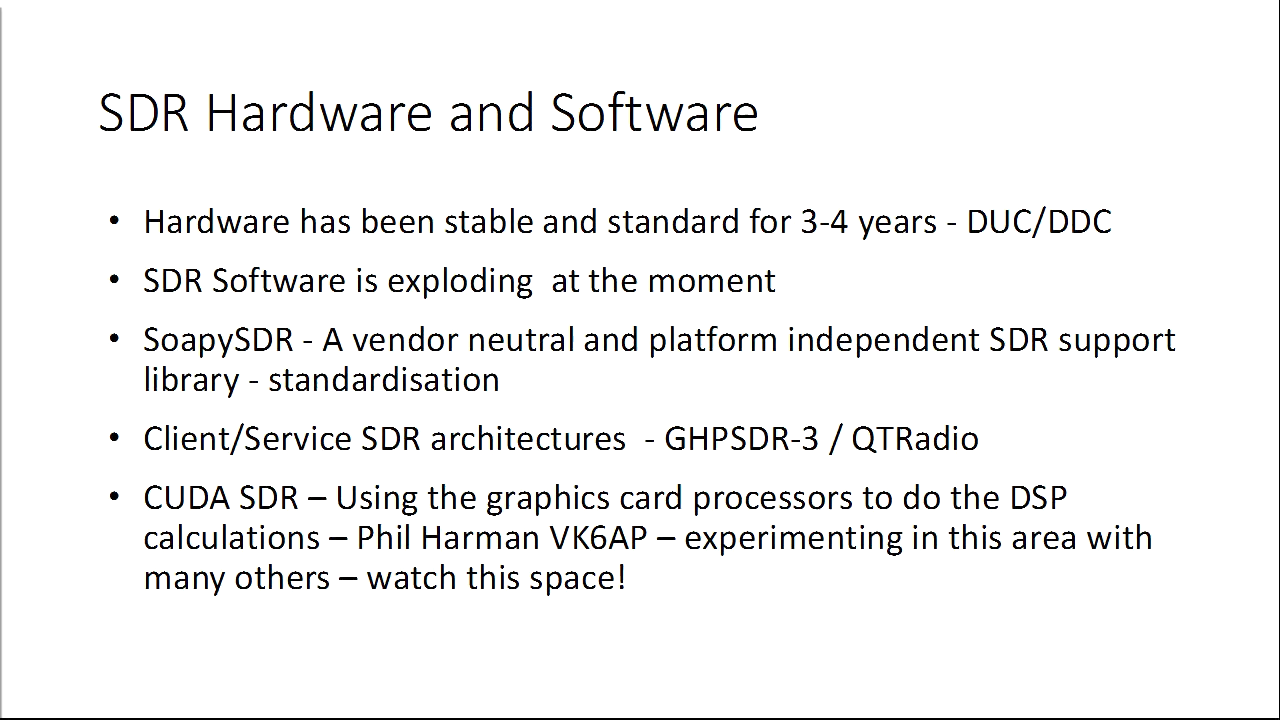 SDR Hardware and Software
• Hardware has been stable and standard for 3-4 years - DUC/DDC
• SDR Software is exploding  at the moment
• SoapySDR - A vendor neutral and platform independent SDR support
library - standardisation
• Client/Service SDR architectures  - GHPSDR-3 / QTRadio
• CUDA SDR – Using the graphics card processors to do the DSP
calculations – Phil Harman VK6AP – experimenting in this area with
many others – watch this space!